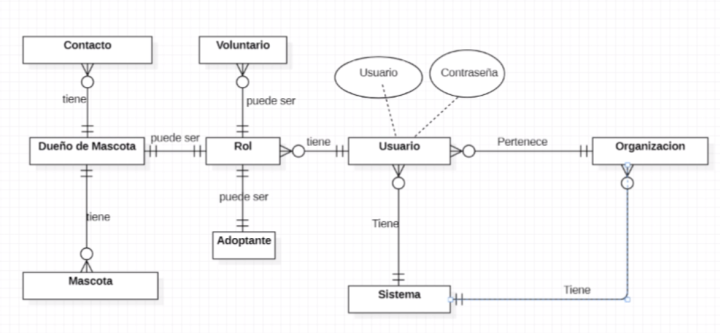 Contacto
Voluntario
Usuario
Contraseña
tiene
puede ser
Dueño de Mascota
puede ser
Rol
tiene
Usuario
Pertenece
Organizacion
puede ser
tiene
Tiene
Adoptante
Mascota
Sistema
Tiene